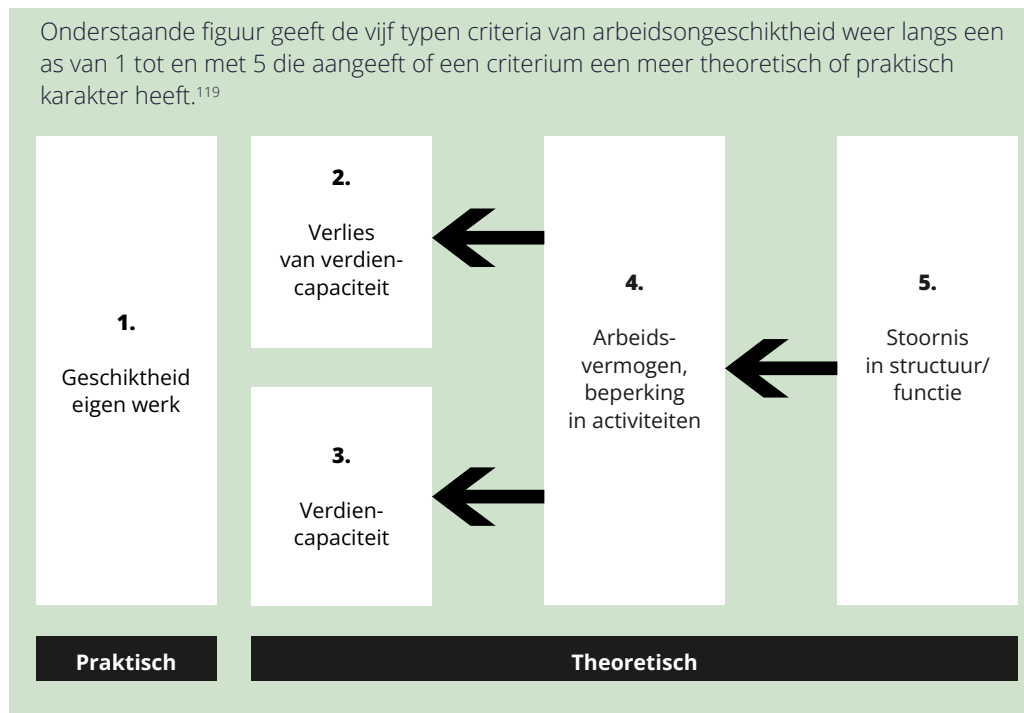 Onderstaande figuur geeft de vijf typen criteria van arbeidsongeschiktheid weer langs een
as van 1 tot en met 5 die aangeeft of een criterium een meer theoretisch of praktisch
karakter heeft.119
1.
Geschiktheid
eigen werk
2.
Verlies
van verdien-
capaciteit
3.
Verdien-
capaciteit
4.
Arbeids-
vermogen,
beperking
in activiteiten
5.
Stoornis
in structuur/
functie
Praktisch
Theoretisch